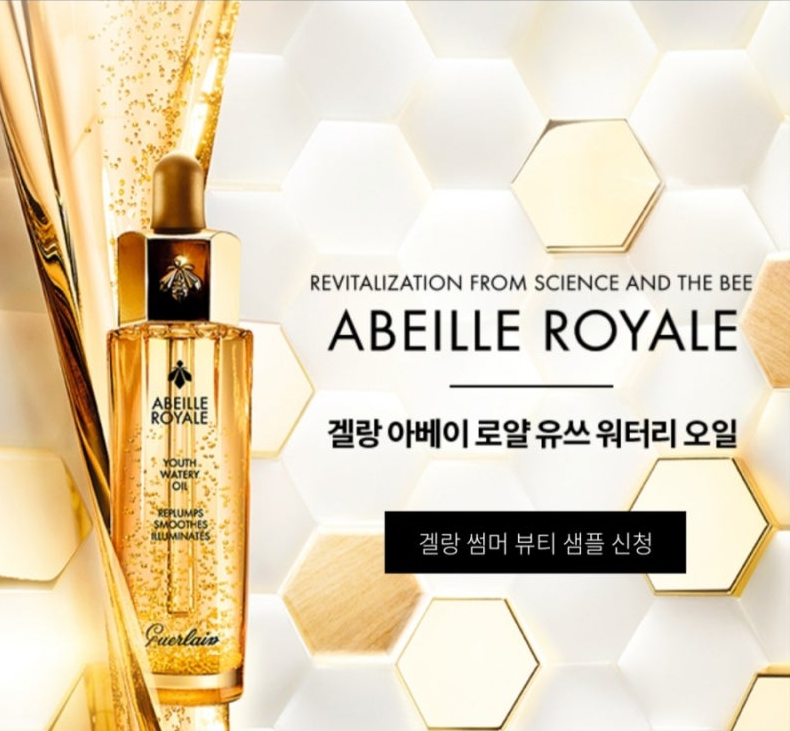 REVITALIZATION FROM SCIENCE AND THE BEE
ABEILLE ROYALE
겔랑 아베이 로얄 유쓰 워터리 오일
겔랑 썸머 뷰티 샘플 신청
ABEILLE
ROYALE
YOUTH
WATERY
OIL
REPLUMPS
SMOOTHES
ILLUMINATES
Guerlain